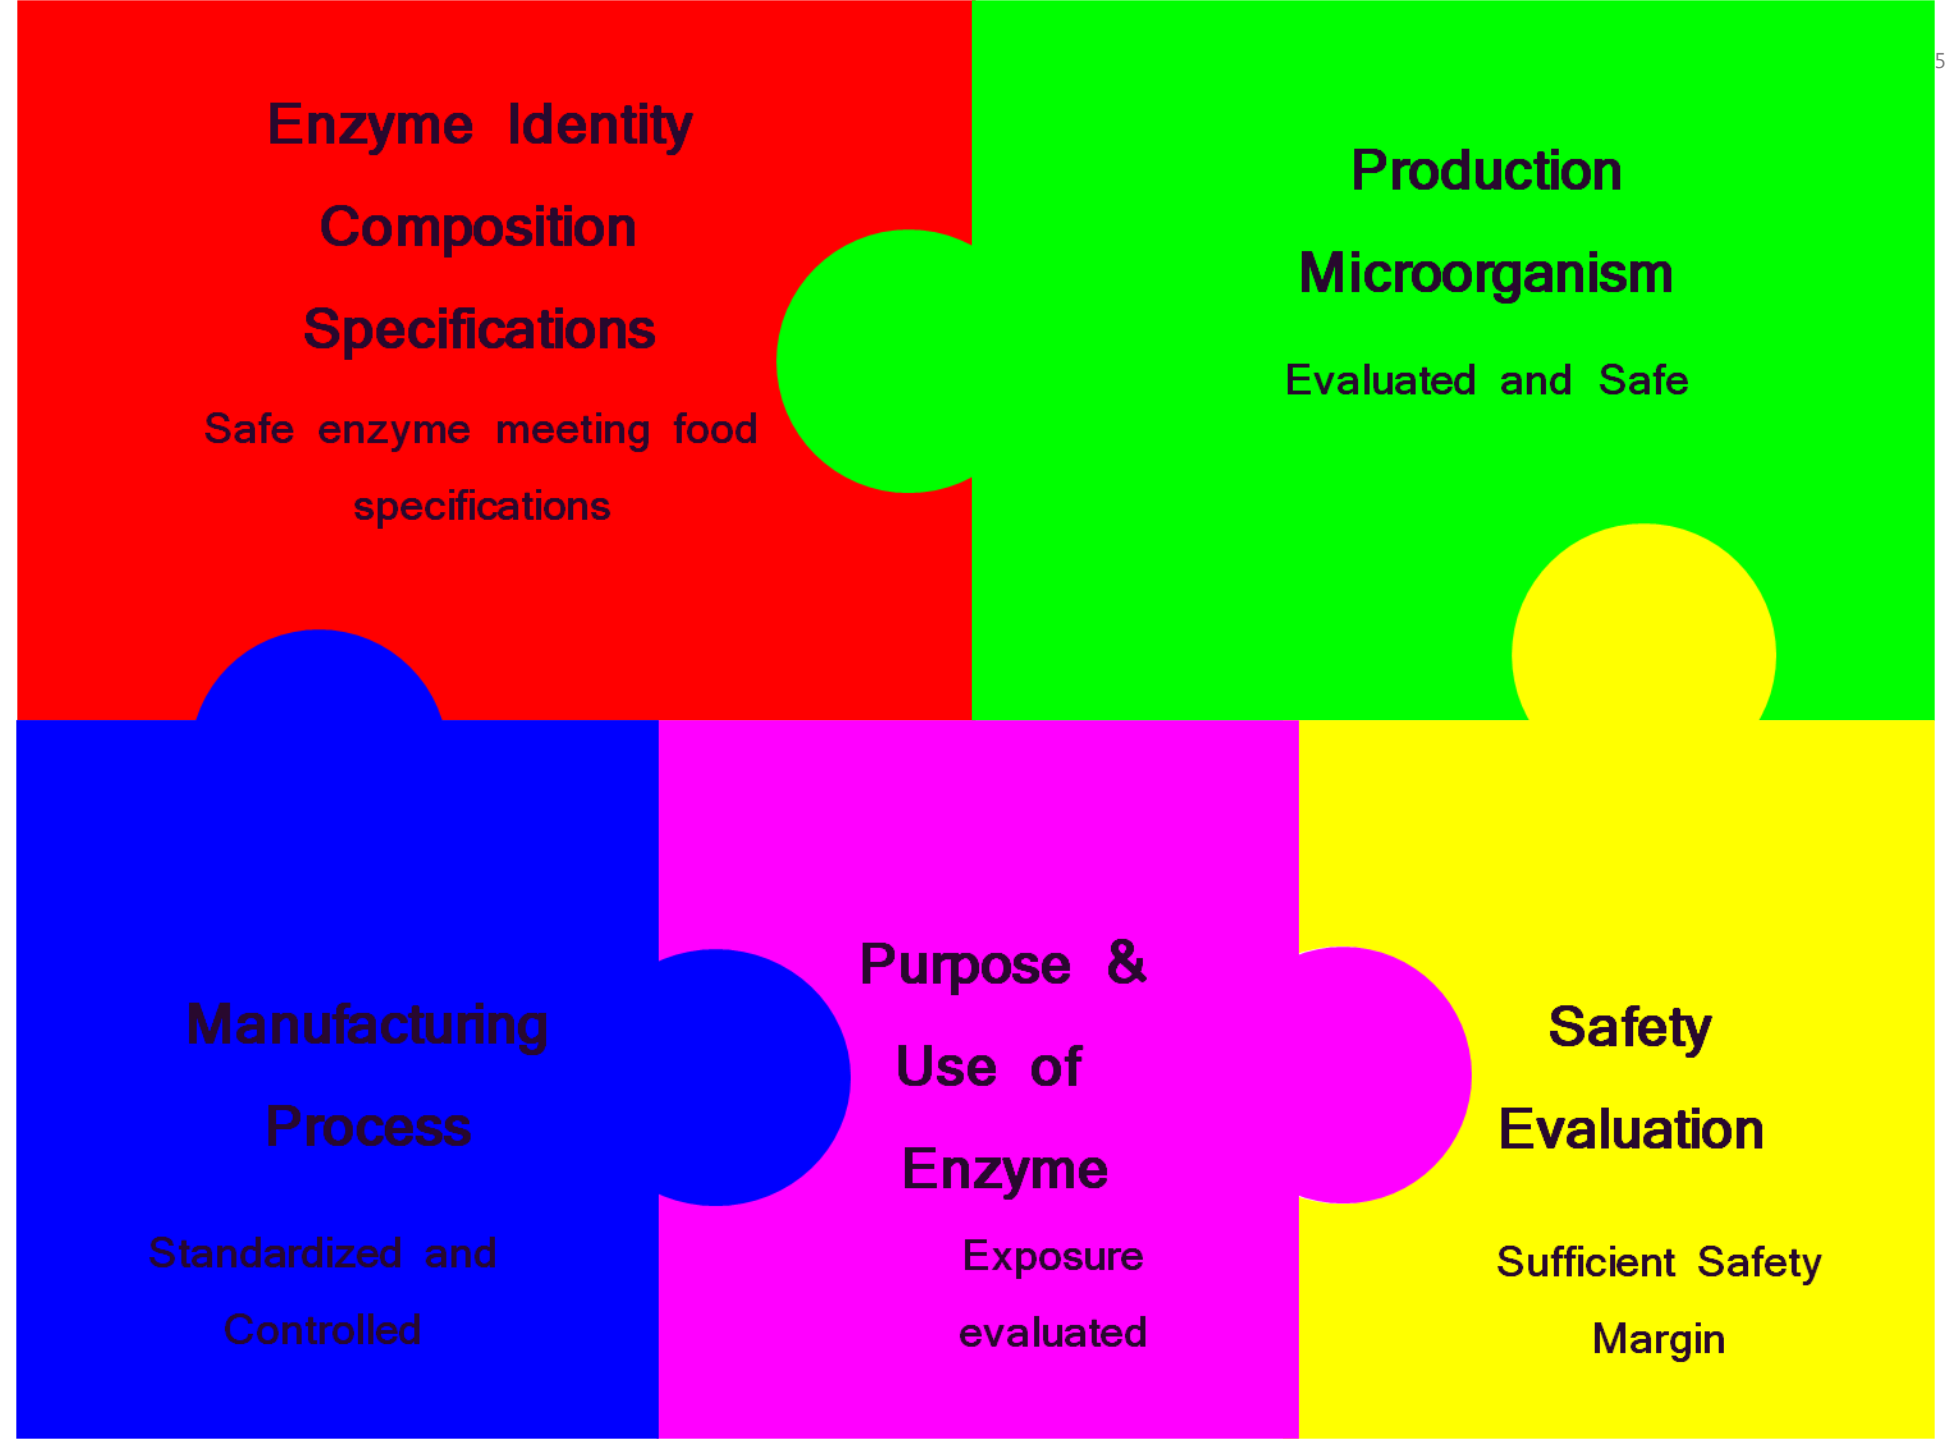 5
Enzyme Identity
Composition
Specifications
Safe enzyme meeting food
specifications
Production
Microorganism
Evaluated and Safe
Manufacturing
Process
Standardized and
Controlled
Purpose &
Use of
Enzyme
Exposure
evaluated
Safety
Evaluation
Sufficient Safety
Margin